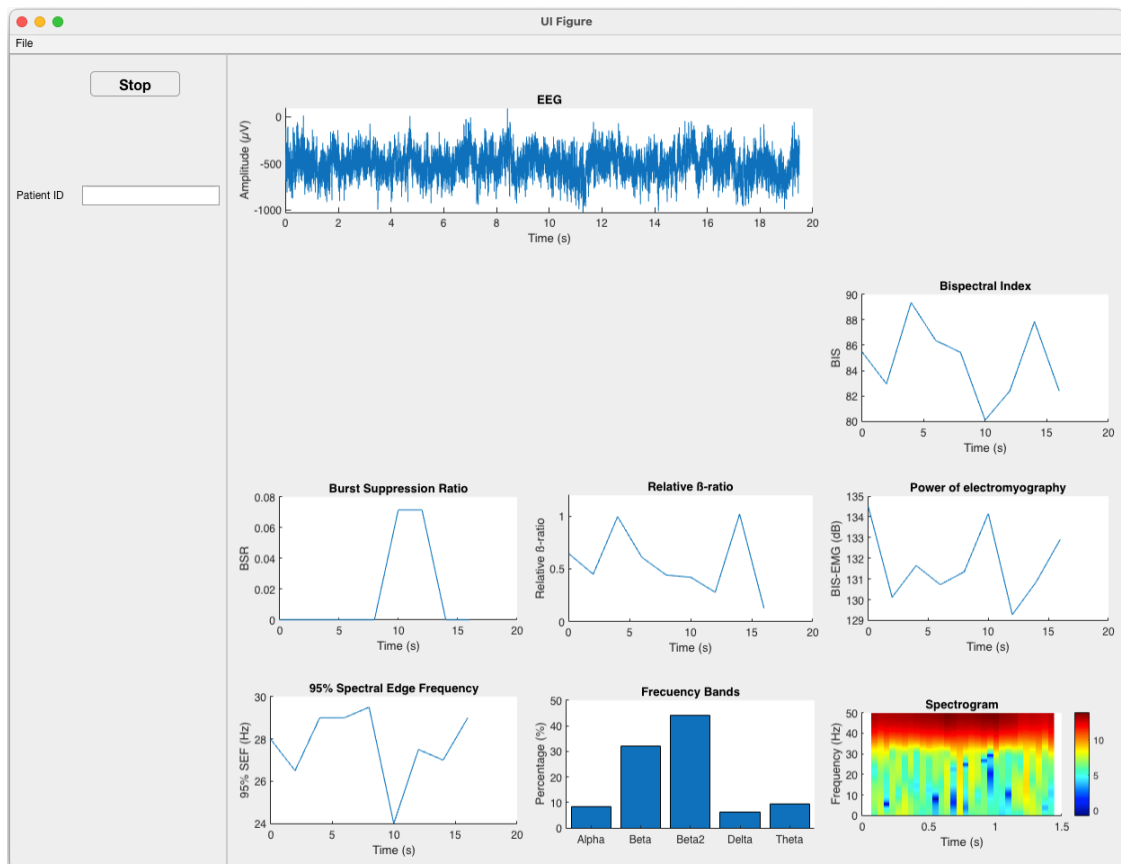 UI Figure
File
Stop
Patient ID
EEG
Amplitude (µV)
0
-500
-1000
0 2 4 6 8 10 12 14 16 18 20
Time (s)
Bispectral Index
BIS
90
88
86
84
82
80
0 5 10 15 20
Time (s)
Burst Suppression Ratio
BSR
0.08
0.06
0.04
0.02
0
0 5 10 15 20
Time (s)
Relative ß-ratio
Relative ß-ratio
1
0.5
0
0 5 10 15 20
Time (s)
Power of electromyography
BIS-EMG (dB)
135
134
133
132
131
130
129
0 5 10 15 20
Time (s)
95% Spectral Edge Frequency
95% SEF (Hz)
30
28
26
24
0 5 10 15 20
Time (s)
Frecuency Bands
Percentage (%)
50
40
30
20
10
0
Alpha Beta Beta2 Delta Theta
Spectrogram
Frequency (Hz)
50
40
30
20
10
0
0 0.5 1 1.5
Time (s)
10
5
0